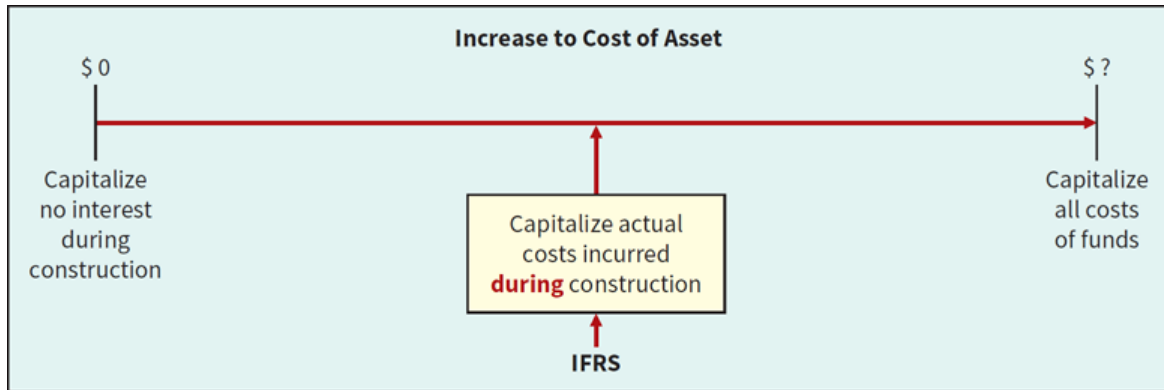 Increase to Cost of Asset
$ 0
$ ?
Capitalize
no interest
during
construction
Capitalize actual
costs incurred
during construction
Capitalize
all costs
of funds
IFRS